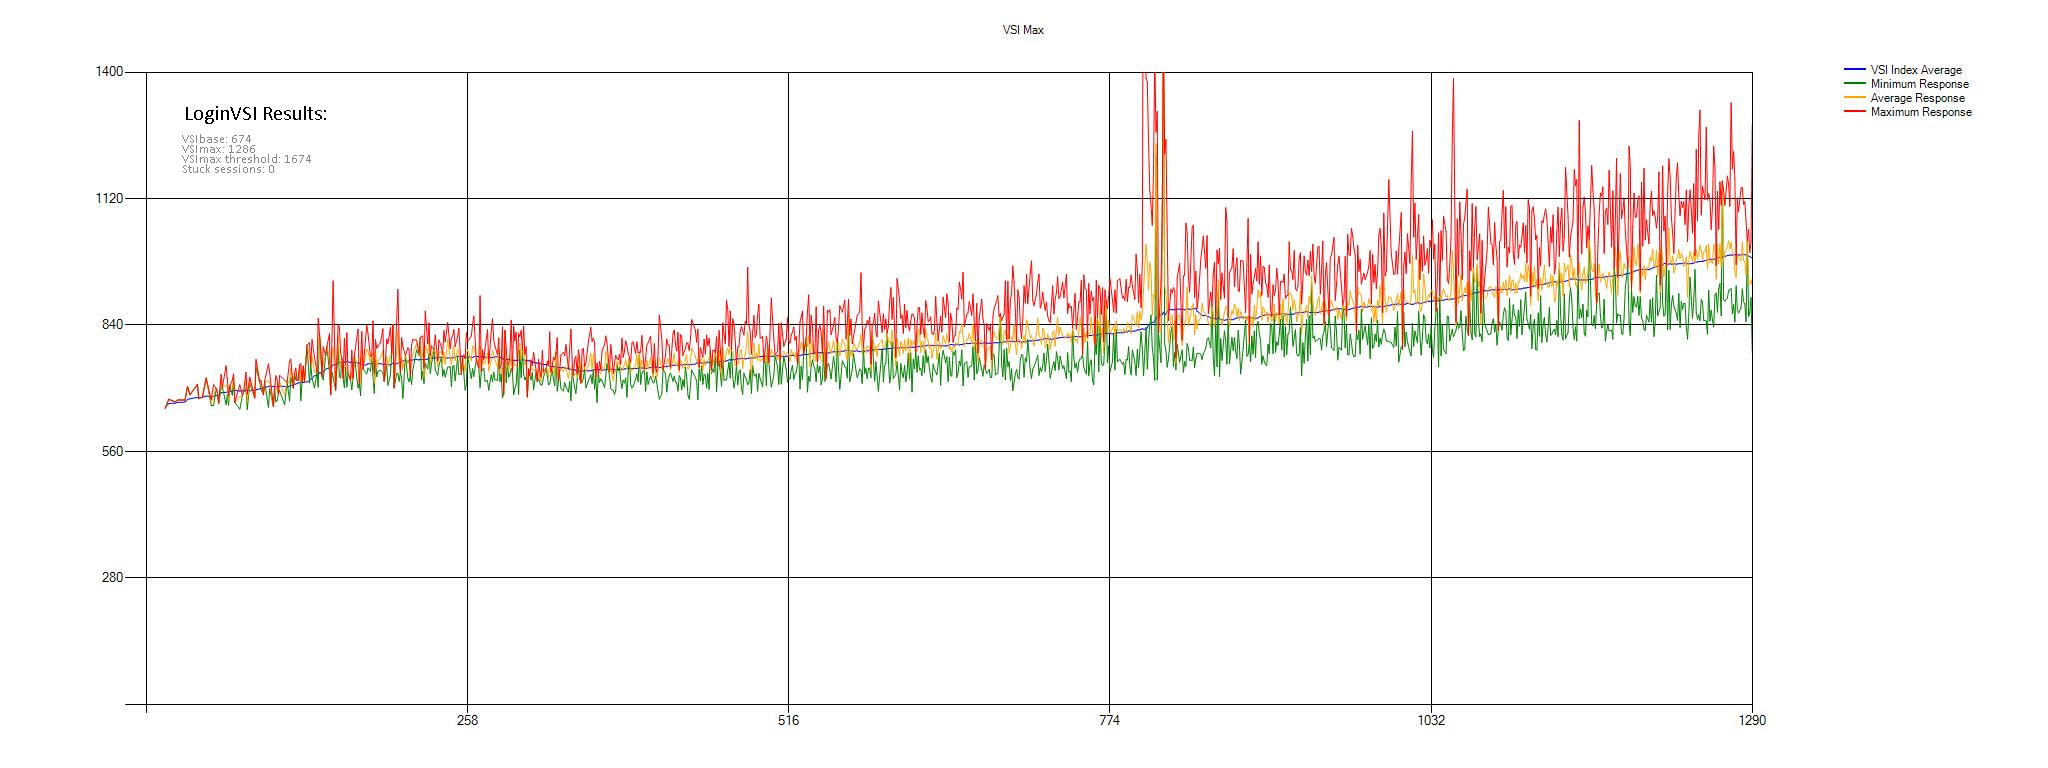 VSI Max
1400
1120
840
560
280
LoginVSI Results:
VSIbase: 674
VSImax: 1286
VSImax threshold: 1674
Stuck sessions: 0
VSI Index Average
Minimum Response
Average Response
Maximum Response
258
516
774
1032
1290